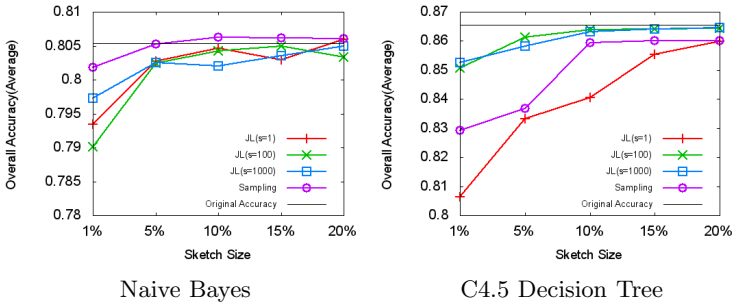 0.81
0.805
0.8
0.795
0.79
0.785
0.78
Overall Accuracy(Average)
JL(s=1)
JL(s=100)
JL(s=1000)
Sampling
Original Accuracy
1% 5% 10% 15% 20%
Sketch Size
Naive Bayes
0.87
0.86
0.85
0.84
0.83
0.82
0.81
0.8
Overall Accuracy(Average)
JL(s=1)
JL(s=100)
JL(s=1000)
Sampling
Original Accuracy
1% 5% 10% 15% 20%
Sketch Size
C4.5 Decision Tree